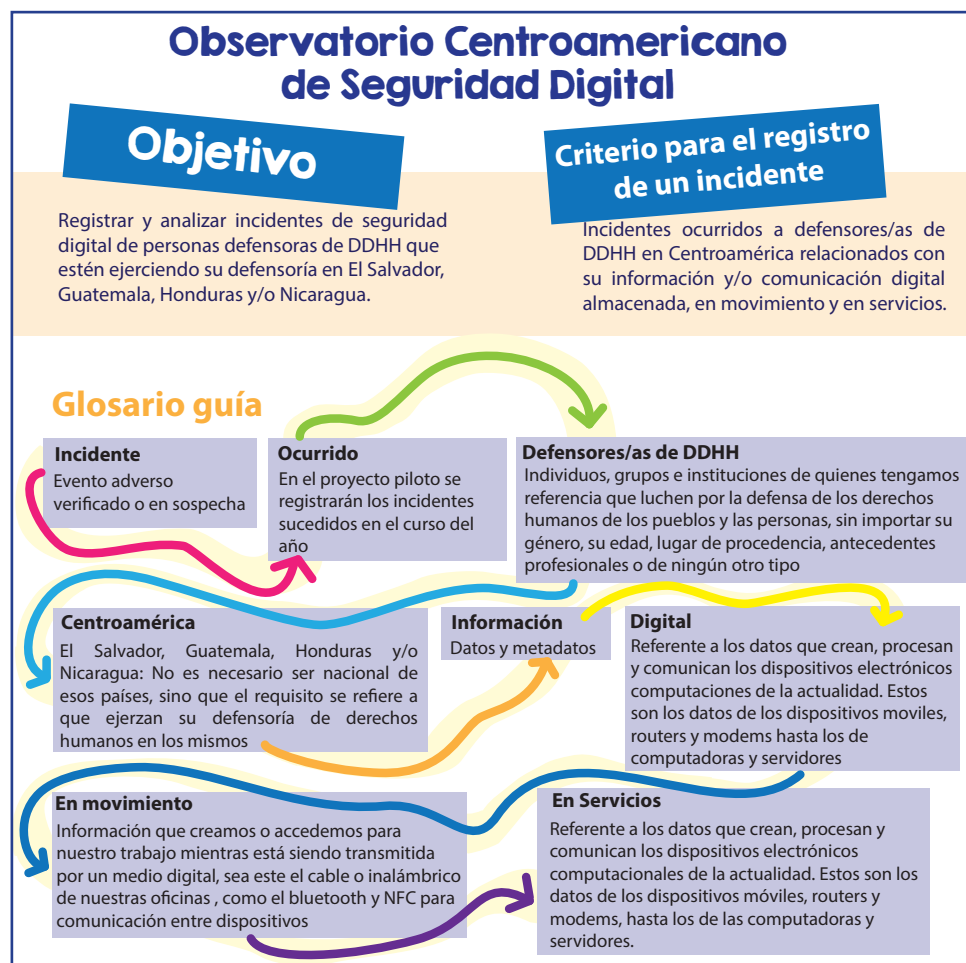 Observatorio Centroamericano
de Seguridad Digital
Objetivo
Registrar y analizar incidentes de seguridad
digital de personas defensoras de DDHH que
estén ejerciendo su defensoría en El Salvador,
Guatemala, Honduras y/o Nicaragua.
Criterio para el registro
de un incidente
Incidentes ocurridos a defensores/as de
DDHH en Centroamérica relacionados con
su información y/o comunicación digital
almacenada, en movimiento y en servicios.
Glosario guía
Incidente
Evento adverso
verificado o en sospecha
Ocurrido
En el proyecto piloto se
registrarán los incidentes
sucedidos en el curso del
año
Defensores/as de DDHH
Individuos, grupos e instituciones de quienes tengamos
referencia que luchen por la defensa de los derechos
humanos de los pueblos y las personas, sin importar su
género, su edad, lugar de procedencia, antecedentes
profesionales o de ningún otro tipo
Centroamérica
El Salvador, Guatemala, Honduras y/o
Nicaragua: No es necesario ser nacional de
esos países, sino que el requisito se refiere a
que ejerzan su defensoría de derechos
humanos en los mismos
Información
Datos y metadatos
Digital
Referente a los datos que crean, procesan
y comunican los dispositivos electrónicos
computaciones de la actualidad. Estos
son los datos de los dispositivos moviles,
routers y modems hasta los de
computadoras y servidores
En movimiento
Información que creamos o accedemos para
nuestro trabajo mientras está siendo transmitida
por un medio digital, sea este el cable o inalámbrico
de nuestras oficinas , como el bluetooth y NFC para
comunicación entre dispositivos
En Servicios
Referente a los datos que crean, procesan y
comunican los dispositivos electrónicos
computacionales de la actualidad. Estos son los
datos de los dispositivos móviles, routers y
modems, hasta los de las computadoras y
servidores.